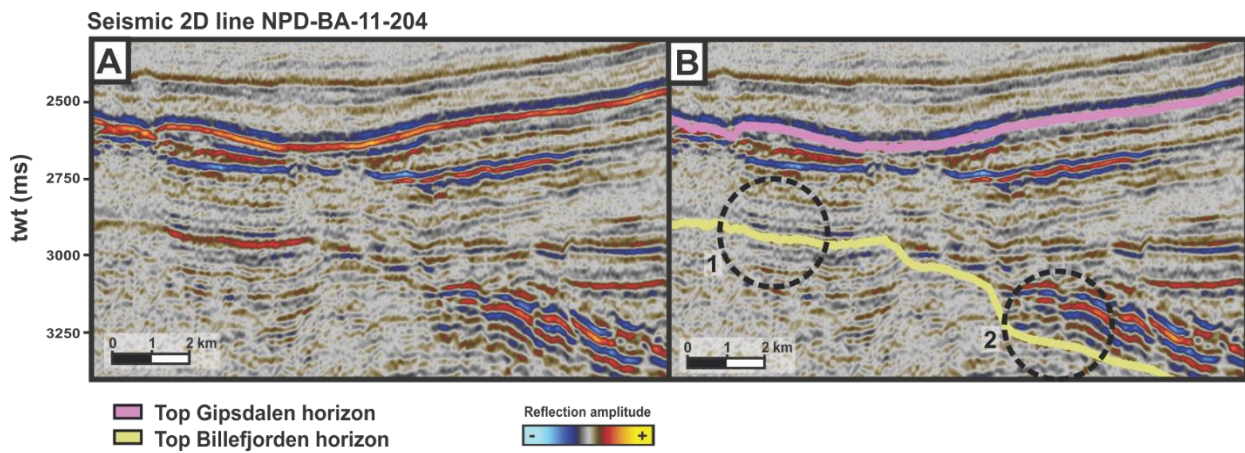 Seismic 2D line NPD-BA-11-204
A
B
twt (ms)
2500
2750
3000
3250
1
2
0 1 2 km
0 1 2 km
Top Gipsdalen horizon
Top Billefjorden horizon
Reflection amplitude
- +